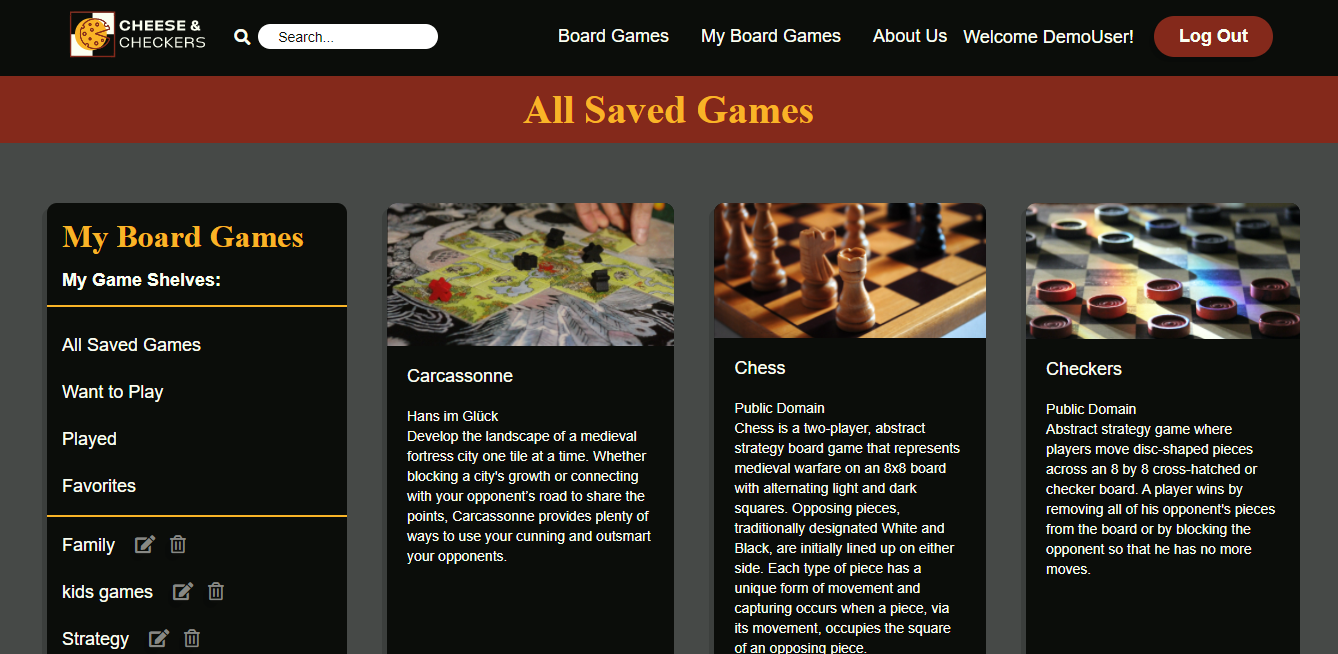 CHEESE &
CHECKERS
Search...
Board Games
My Board Games
About Us
Welcome DemoUser!
Log Out
All Saved Games
My Board Games
My Game Shelves:
All Saved Games
Want to Play
Played
Favorites
Family
kids games
Strategy
Carcassonne
Hans im Glück
Develop the landscape of a medieval
fortress city one tile at a time. Whether
blocking a city's growth or connecting
with your opponent’s road to share the
points, Carcassonne provides plenty of
ways to use your cunning and outsmart
your opponents.
Chess
Public Domain
Chess is a two-player, abstract
strategy board game that represents
medieval warfare on an 8x8 board
with alternating light and dark
squares. Opposing pieces,
traditionally designated White and
Black, are initially lined up on either
side. Each type of piece has a
unique form of movement and
capturing occurs when a piece, via
its movement, occupies the square
of an opposing piece.
Checkers
Public Domain
Abstract strategy game where
players move disc-shaped pieces
across an 8 by 8 cross-hatched or
checker board. A player wins by
removing all of his opponent's pieces
from the board or by blocking the
opponent so that he has no more
moves.